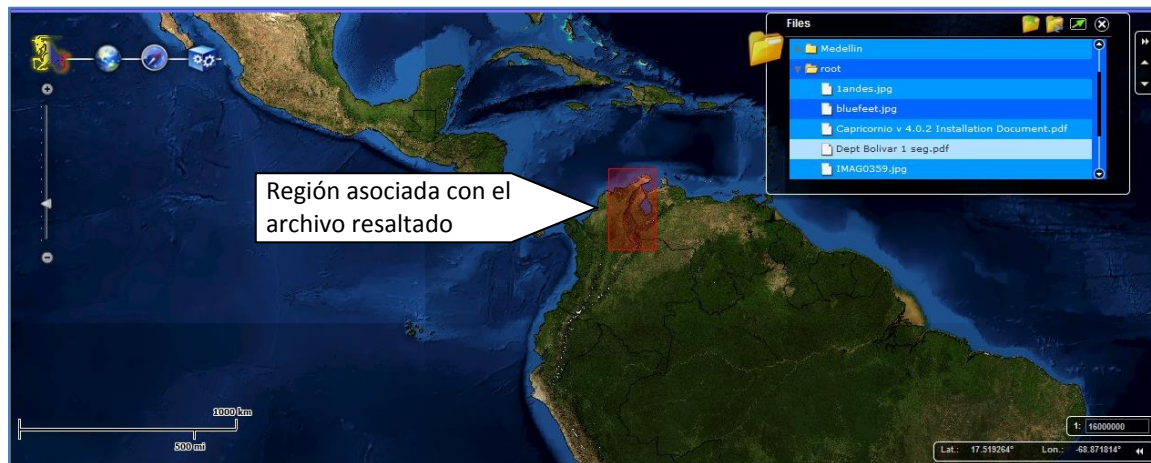 Files
Medellin
root
1andes.jpg
bluefeet.jpg
Capricornio v 4.0.2 Installation Document.pdf
Dept Bolivar 1 seg.pdf
IMAG0359.jpg
Región asociada con el
archivo resaltado
1000 km
500 mi
1: 16000000
Lat.: 17.519264° Lon.: -68.871814°